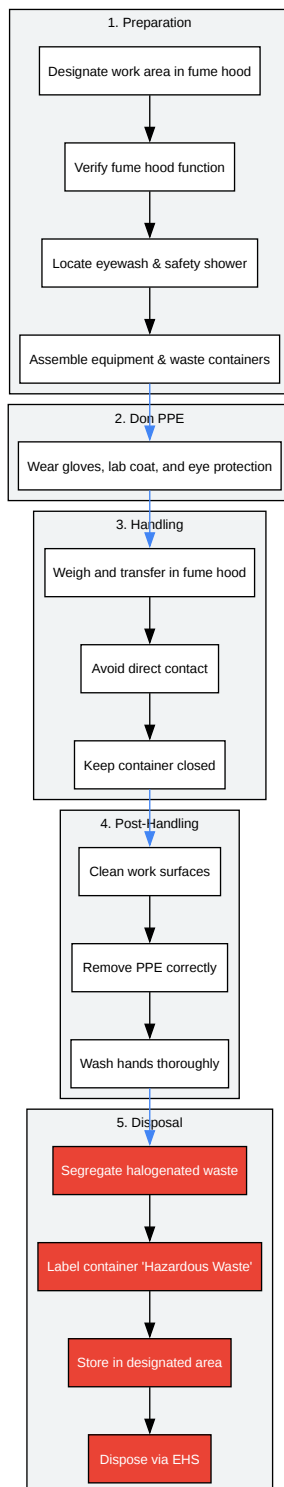 1. Preparation
Designate work area in fume hood
Verify fume hood function
Locate eyewash & safety shower
Assemble equipment & waste containers
2. Don PPE
Wear gloves, lab coat, and eye protection
3. Handling
Weigh and transfer in fume hood
Avoid direct contact
Keep container closed
4. Post-Handling
Clean work surfaces
Remove PPE correctly
Wash hands thoroughly
5. Disposal
Segregate halogenated waste
Label container 'Hazardous Waste'
Store in designated area
Dispose via EHS